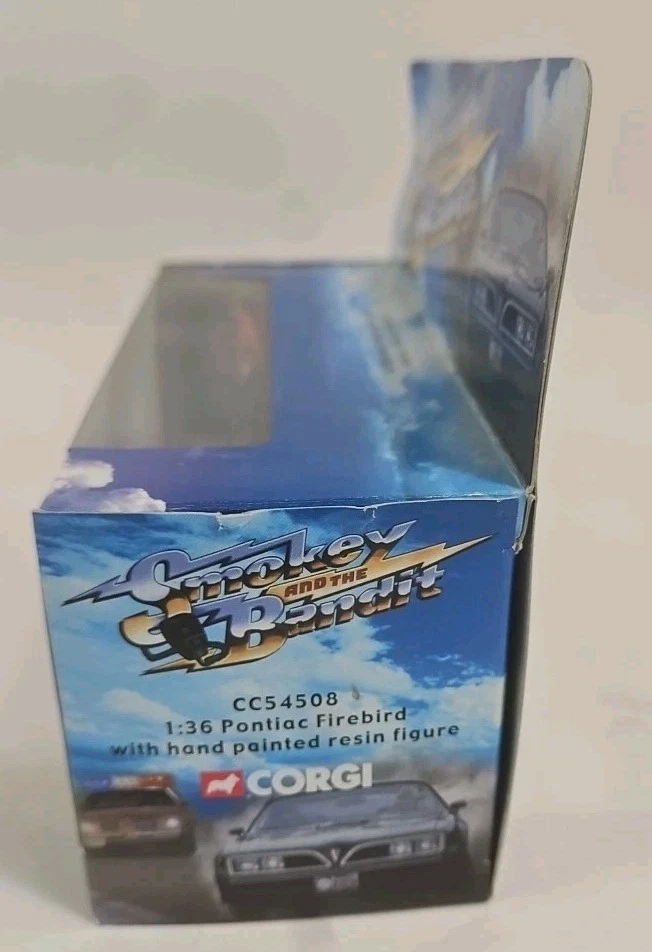 Smokey
AND THE
Bandit
CC54508
1:36 Pontiac Firebird
with hand painted resin figure
CORGI